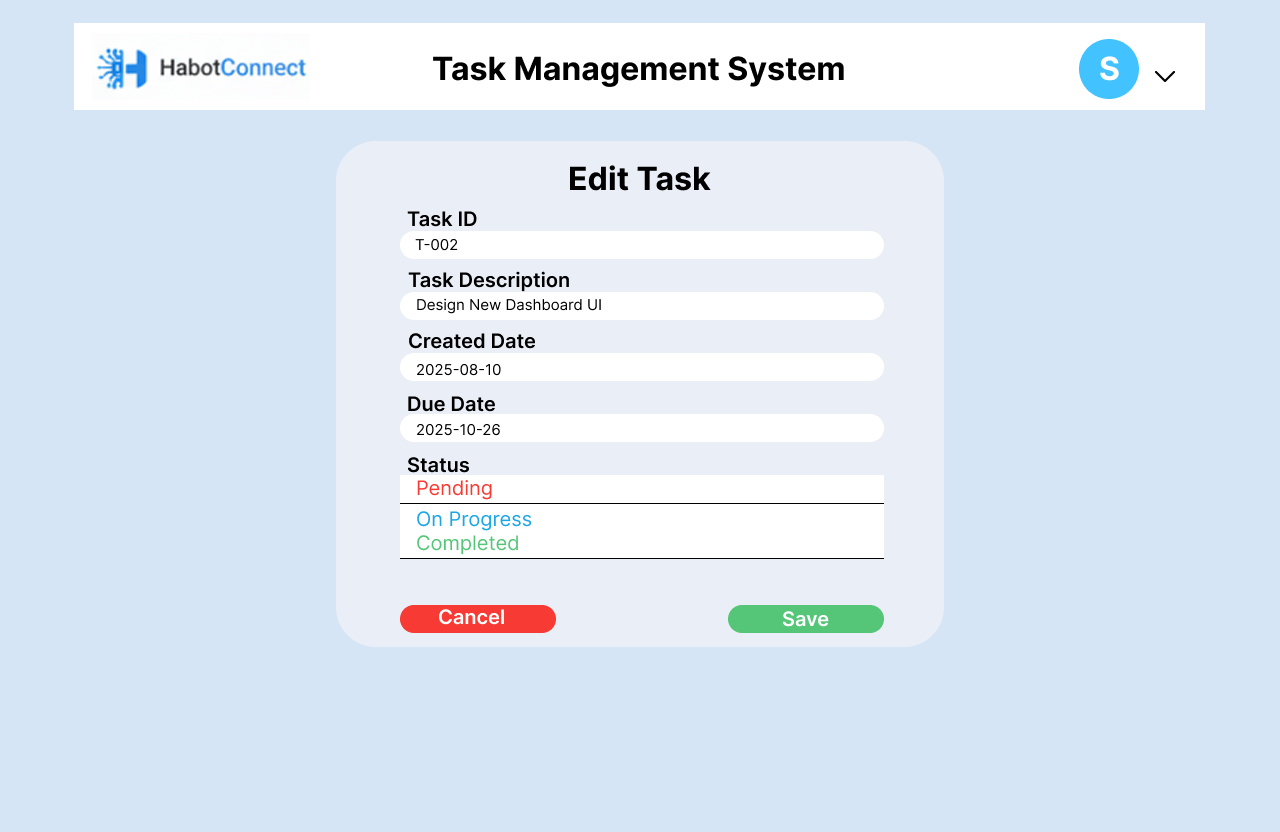 HabotConnect
Task Management System
S
Edit Task
Task ID
T-002
Task Description
Design New Dashboard UI
Created Date
2025-08-10
Due Date
2025-10-26
Status
Pending
On Progress
Completed
Cancel
Save